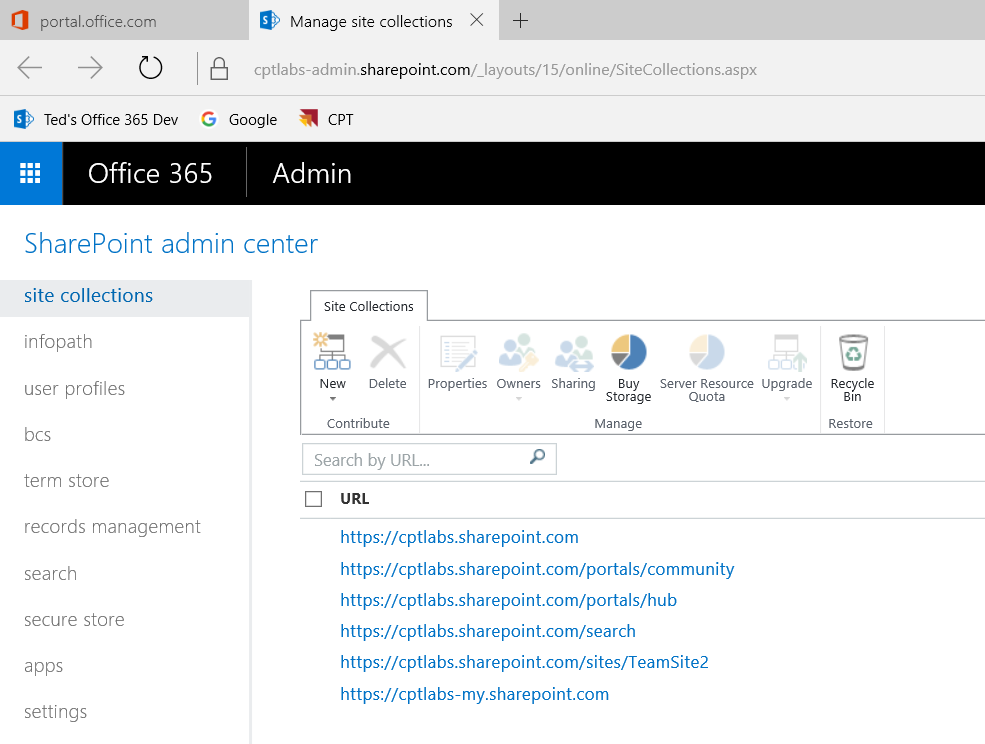 portal.office.com
Manage site collections
cptlabs-admin.sharepoint.com/_layouts/15/online/SiteCollections.aspx
Ted's Office 365 Dev Google CPT
Office 365 Admin
SharePoint admin center
site collections
infopath
user profiles
bcs
term store
records management
search
secure store
apps
settings
Site Collections
New Delete Properties Owners Sharing Buy Storage Server Resource Quota Upgrade Recycle Bin
Contribute Manage Restore
Search by URL...
URL
https://cptlabs.sharepoint.com
https://cptlabs.sharepoint.com/portals/community
https://cptlabs.sharepoint.com/portals/hub
https://cptlabs.sharepoint.com/search
https://cptlabs.sharepoint.com/sites/TeamSite2
https://cptlabs-my.sharepoint.com